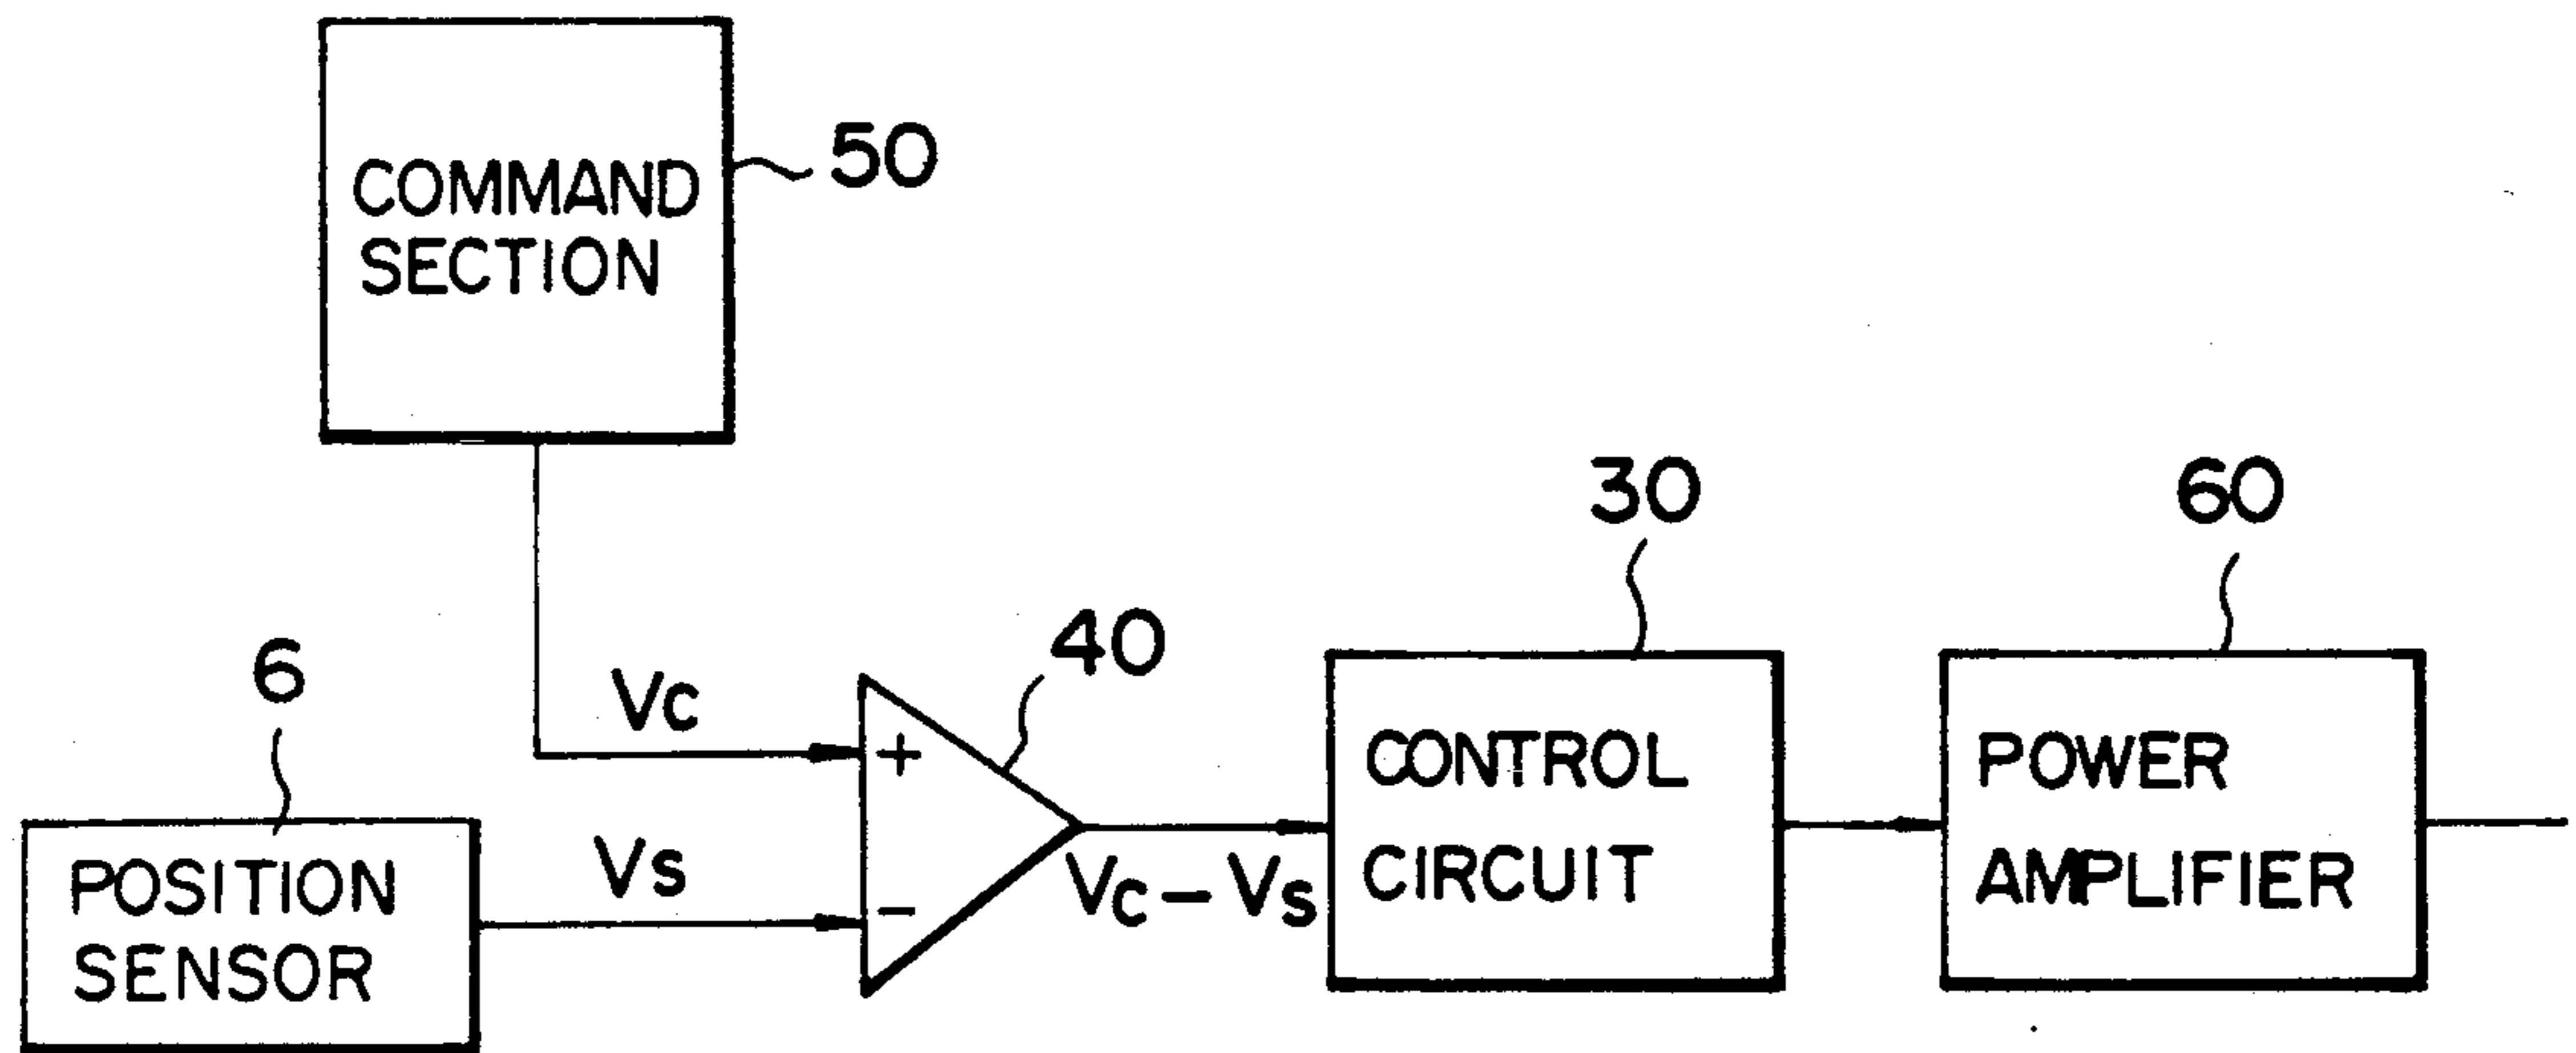 COMMAND
SECTION
50
30
60
40
6
Vc
+
CONTROL
CIRCUIT
POWER
AMPLIFIER
Vs
Vc - Vs
-
POSITION
SENSOR